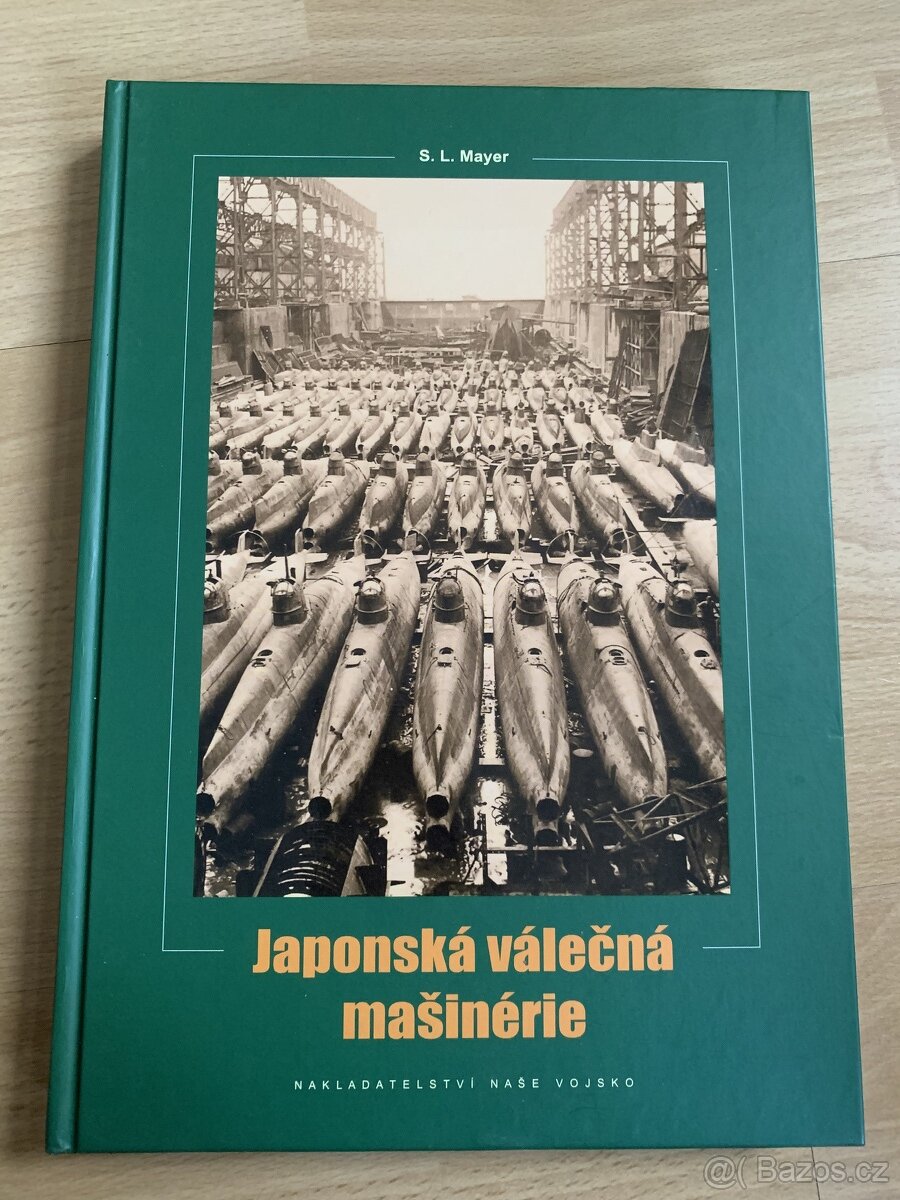 S. L. Mayer
Japonská válečná
mašinérie
NAKLADATELSTVÍ NAŠE VOJSKO
@( Bazos.cz